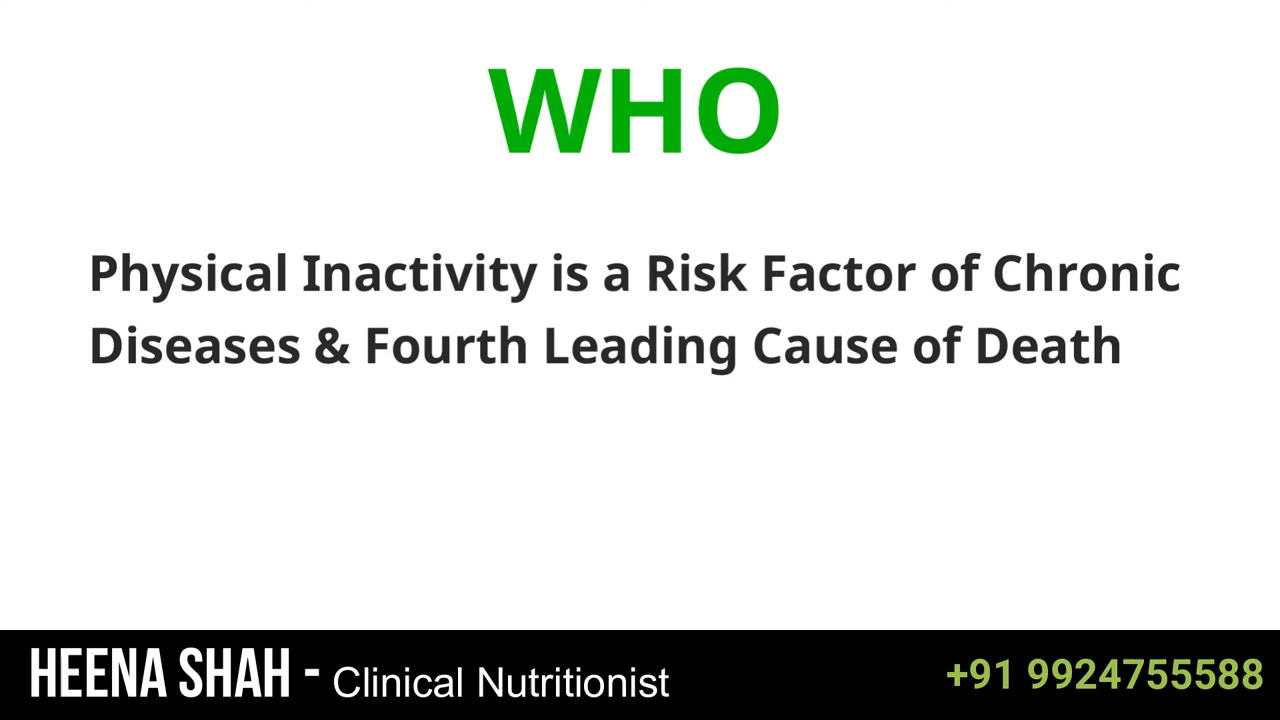 WHO
Physical Inactivity is a Risk Factor of Chronic
Diseases & Fourth Leading Cause of Death
HEENA SHAH - Clinical Nutritionist
+91 9924755588